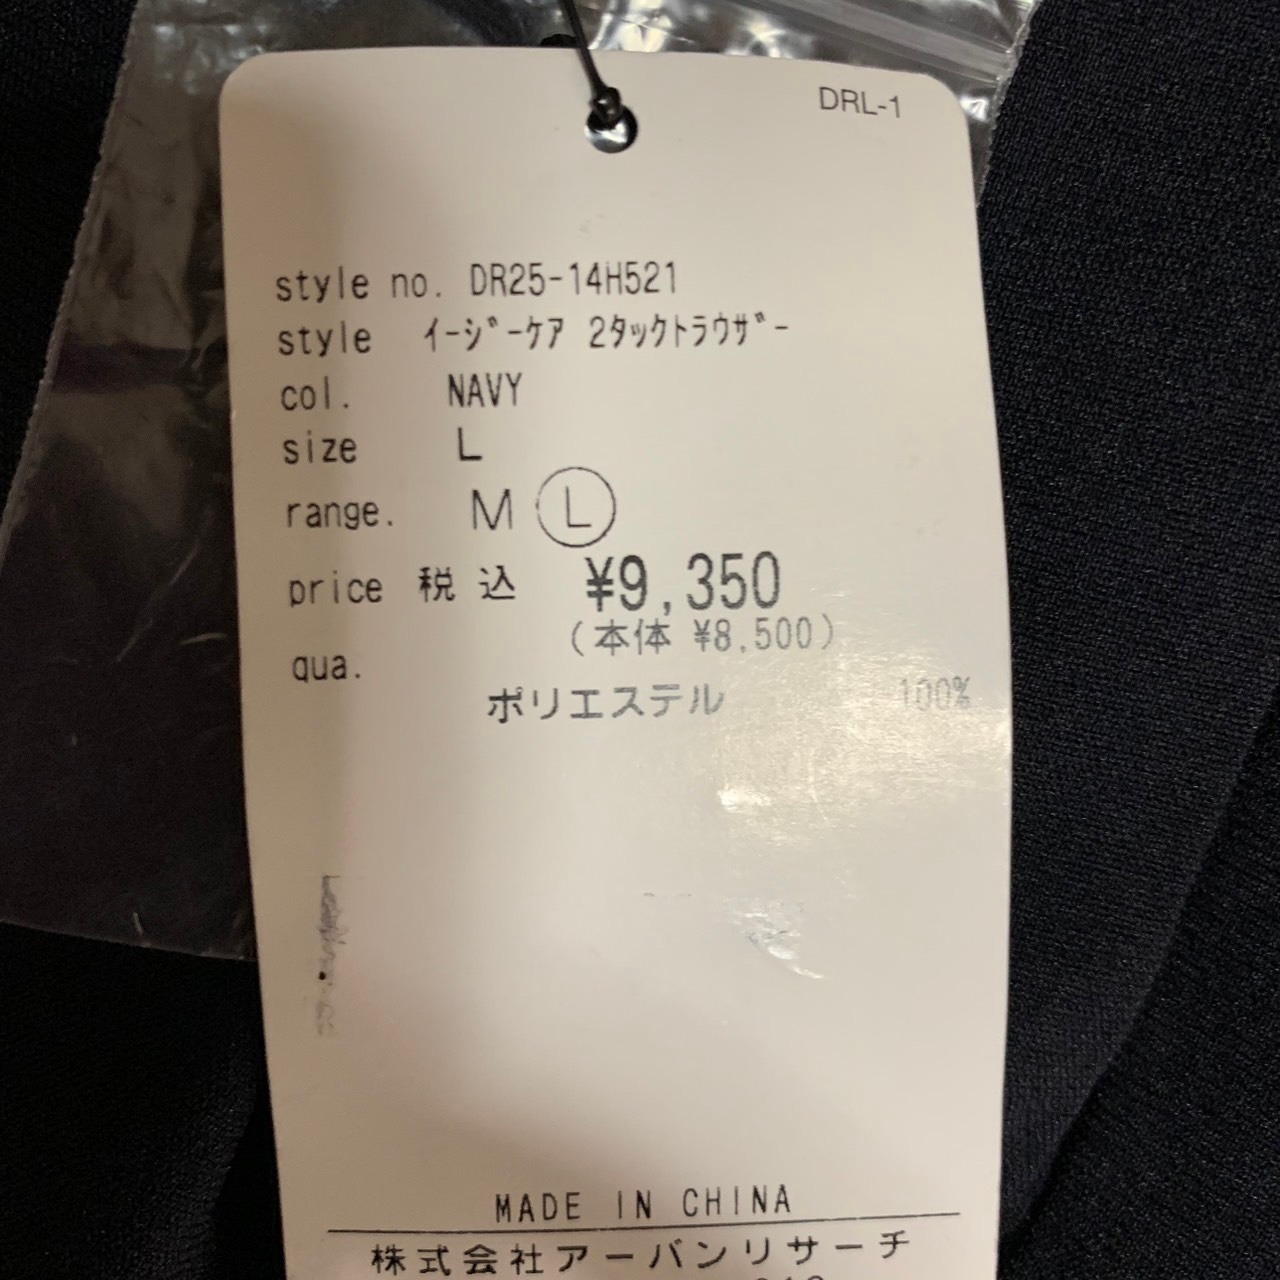 DRL-1
style no. DR25-14H521
style ｲｰｼﾞｰｹｱ 2ﾀｯｸﾄﾗｳｻﾞｰ
col. NAVY
size L
range. M L
price 税込 ¥9,350
(本体 ¥8,500)
qua.
ポリエステル 100%
MADE IN CHINA
株式会社アーバンリサーチ